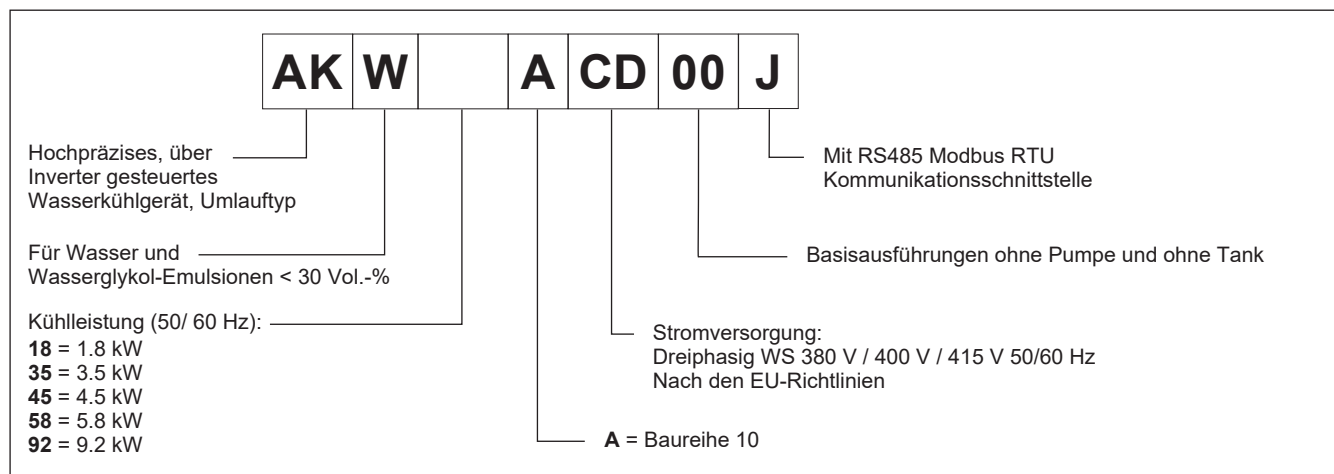 AK W A CD 00 J
Hochpräzises, über
Inverter gesteuertes
Wasserkühlgerät, Umlauftyp
Mit RS485 Modbus RTU
Kommunikationsschnittstelle
Für Wasser und
Wasserglykol-Emulsionen < 30 Vol.-%
Basisausführungen ohne Pumpe und ohne Tank
Kühlleistung (50/ 60 Hz):
18 = 1.8 kW
35 = 3.5 kW
45 = 4.5 kW
58 = 5.8 kW
92 = 9.2 kW
Stromversorgung:
Dreiphasig WS 380 V / 400 V / 415 V 50/60 Hz
Nach den EU-Richtlinien
A = Baureihe 10